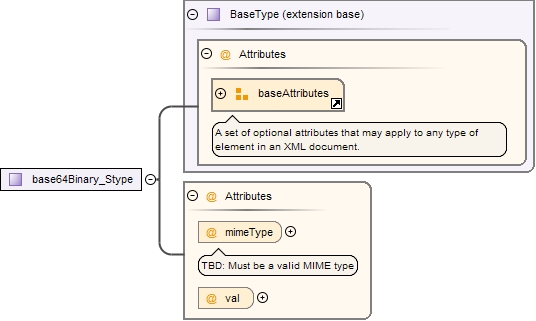 BaseType (extension base)
@ Attributes
baseAttributes
A set of optional attributes that may apply to any type of
element in an XML document.
base64Binary_Stype
@ Attributes
@ mimeType
TBD: Must be a valid MIME type
@ val